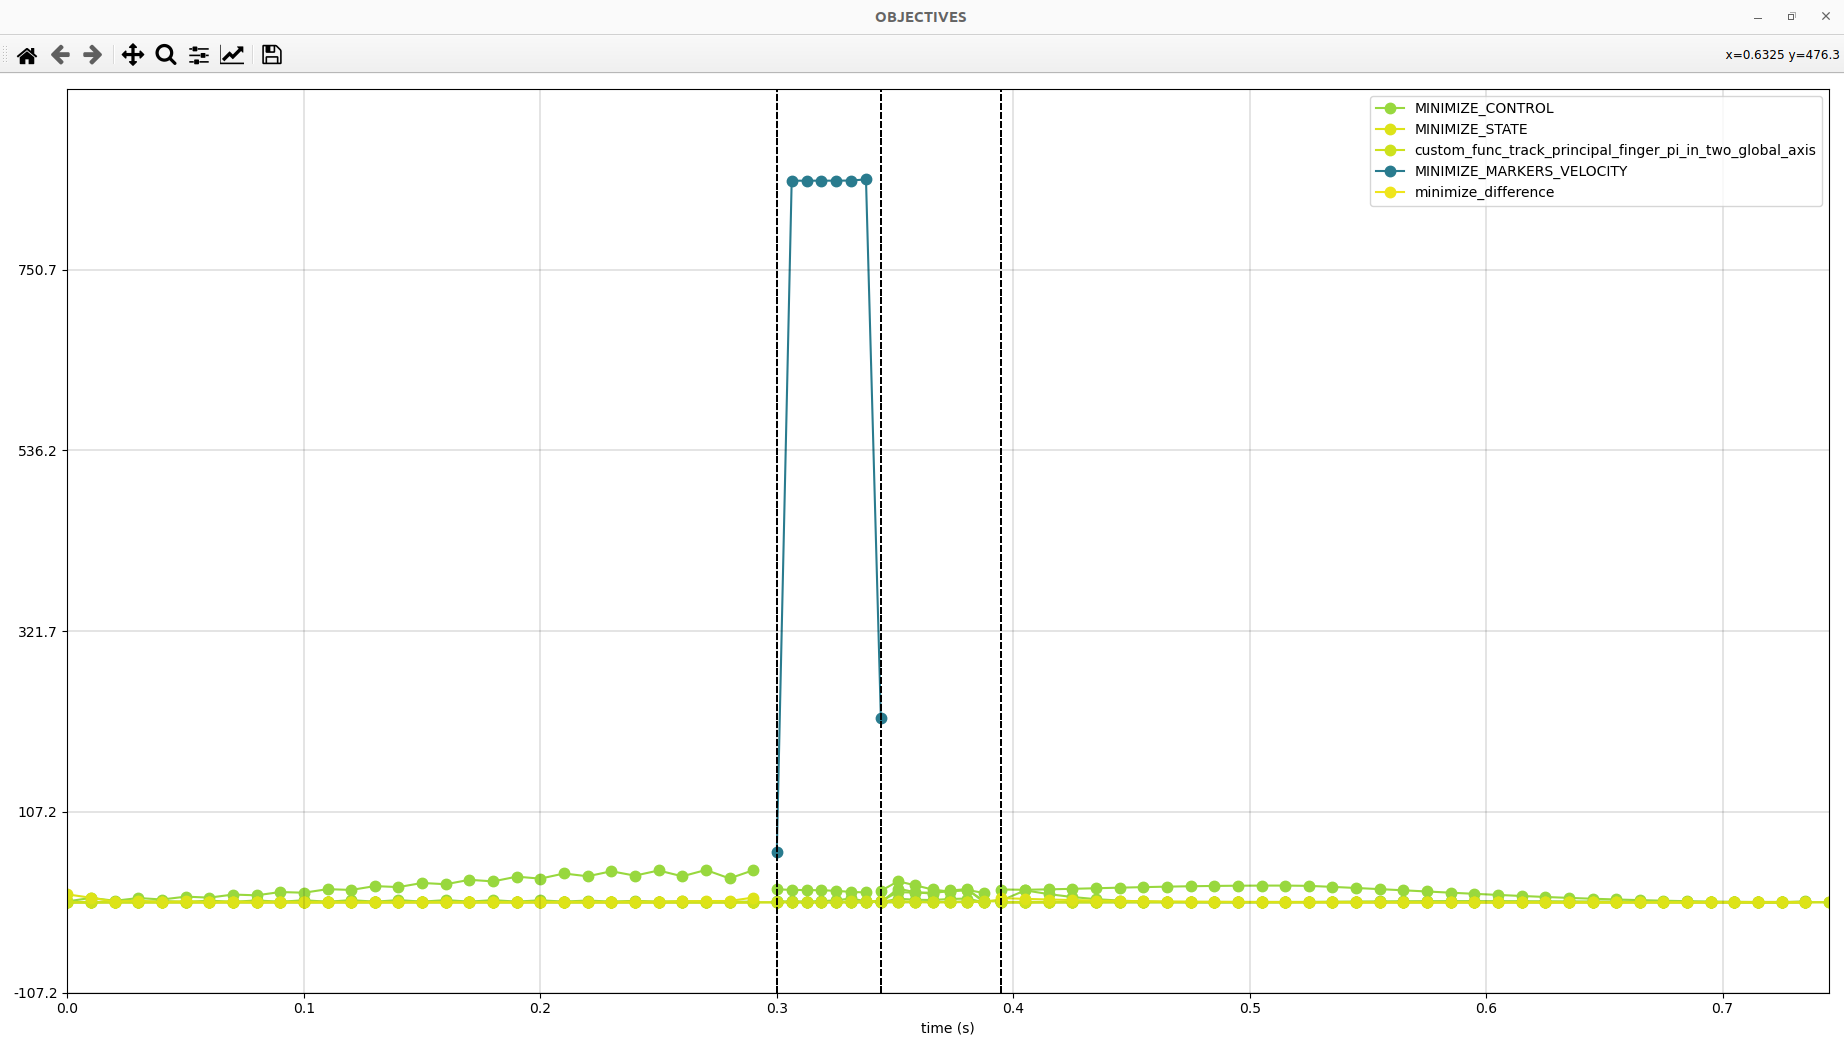 OBJECTIVES
x=0.6325 y=476.3
MINIMIZE_CONTROL
MINIMIZE_STATE
custom_func_track_principal_finger_pi_in_two_global_axis
MINIMIZE_MARKERS_VELOCITY
minimize_difference
750.7
536.2
321.7
107.2
-107.2
0.0 0.1 0.2 0.3 0.4 0.5 0.6 0.7
time (s)